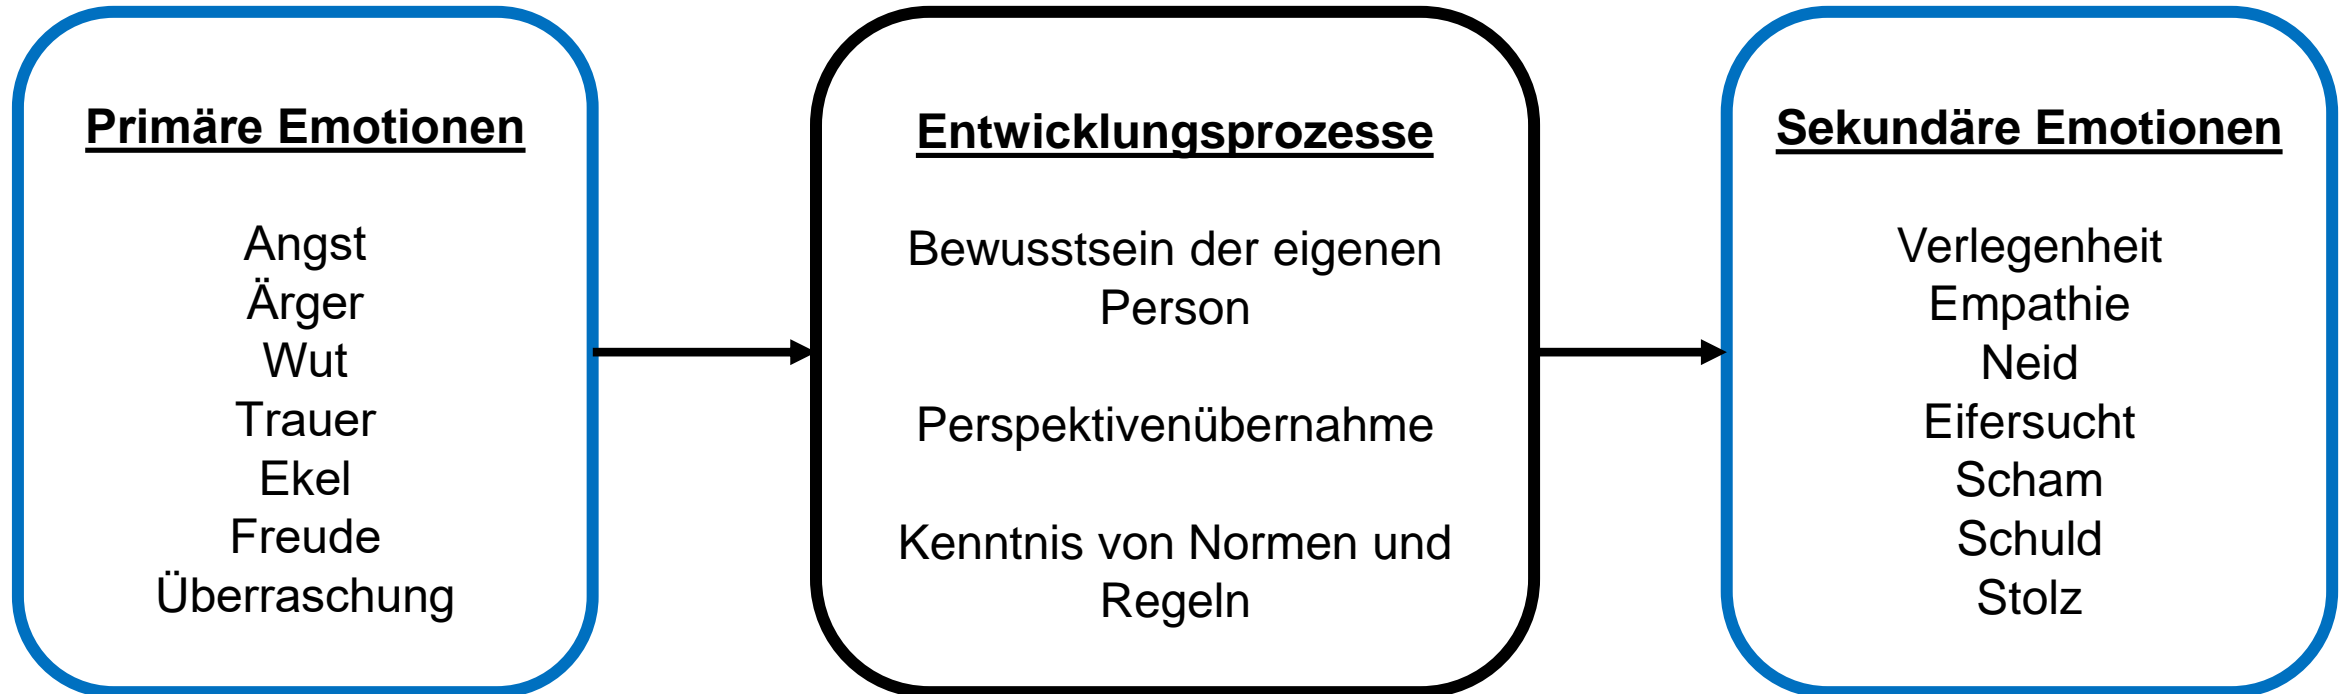 Primäre Emotionen
Angst
Ärger
Wut
Trauer
Ekel
Freude
Überraschung
Entwicklungsprozesse
Bewusstsein der eigenen
Person
Perspektivenübernahme
Kenntnis von Normen und
Regeln
Sekundäre Emotionen
Verlegenheit
Empathie
Neid
Eifersucht
Scham
Schuld
Stolz